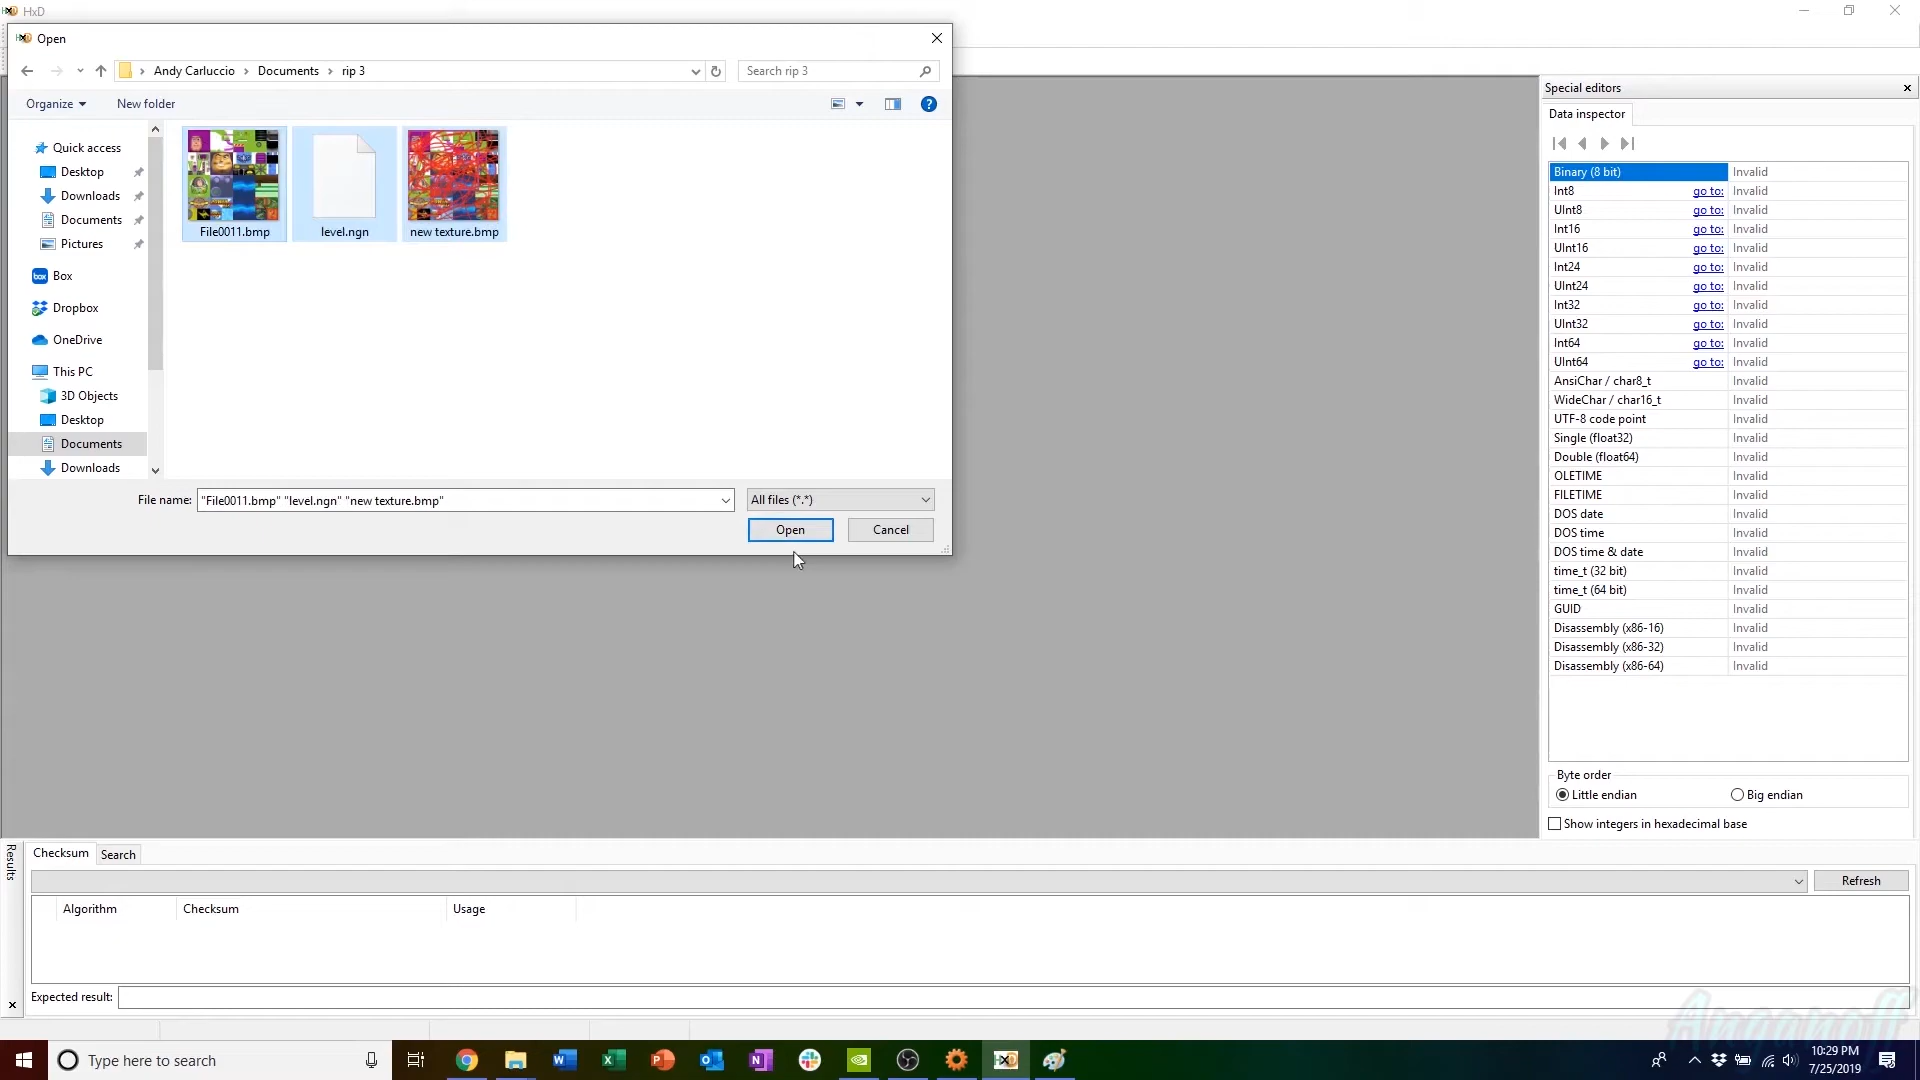 HxD
Open
Andy Carluccio > Documents > rip 3
Search rip 3
Organize
New folder
Quick access
Desktop
Downloads
Documents
Pictures
Box
Dropbox
OneDrive
This PC
3D Objects
Desktop
Documents
Downloads
File0011.bmp
level.ngn
new texture.bmp
File name: "File0011.bmp" "level.ngn" "new texture.bmp"
All files (*.*)
Open
Cancel
Special editors
Data inspector
Binary (8 bit) Invalid
Int8 go to: Invalid
UInt8 go to: Invalid
Int16 go to: Invalid
UInt16 go to: Invalid
Int24 go to: Invalid
UInt24 go to: Invalid
Int32 go to: Invalid
UInt32 go to: Invalid
Int64 go to: Invalid
UInt64 go to: Invalid
AnsiChar / char8_t Invalid
WideChar / char16_t Invalid
UTF-8 code point Invalid
Single (float32) Invalid
Double (float64) Invalid
OLETIME Invalid
FILETIME Invalid
DOS date Invalid
DOS time Invalid
DOS time & date Invalid
time_t (32 bit) Invalid
time_t (64 bit) Invalid
GUID Invalid
Disassembly (x86-16) Invalid
Disassembly (x86-32) Invalid
Disassembly (x86-64) Invalid
Byte order
Little endian
Big endian
Show integers in hexadecimal base
Results
Checksum
Search
Refresh
Algorithm
Checksum
Usage
Expected result:
Anganoff
Type here to search
10:29 PM
7/25/2019